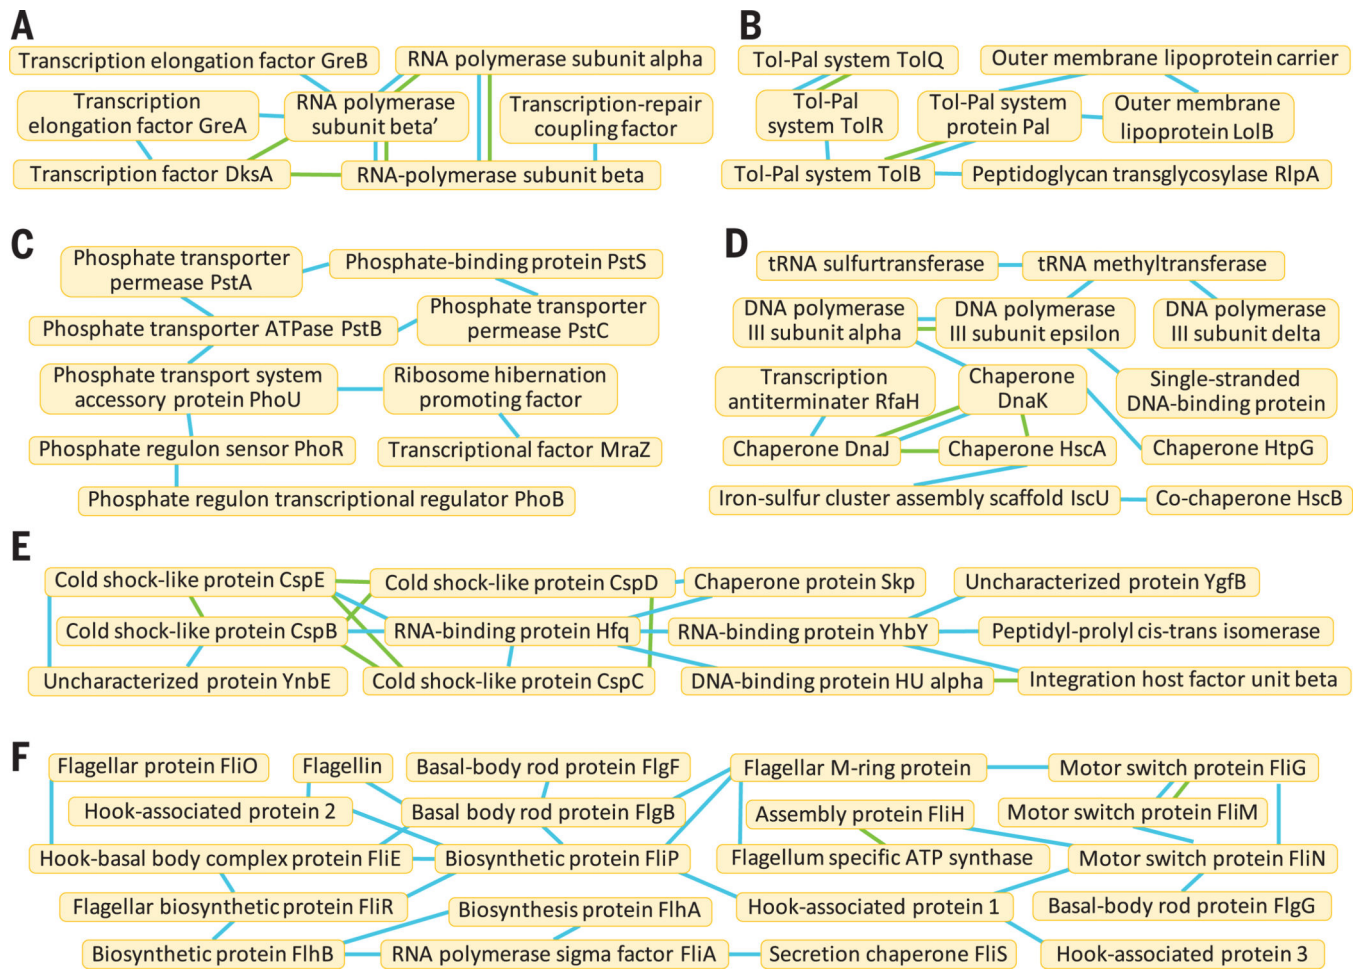 A
Transcription elongation factor GreB
RNA polymerase subunit alpha
Transcription
elongation factor GreA
RNA polymerase
subunit beta’
Transcription-repair
coupling factor
Transcription factor DksA
RNA-polymerase subunit beta
B
Tol-Pal system TolQ
Outer membrane lipoprotein carrier
Tol-Pal
system TolR
Tol-Pal system
protein Pal
Outer membrane
lipoprotein LolB
Tol-Pal system TolB
Peptidoglycan transglycosylase RlpA
C
Phosphate transporter
permease PstA
Phosphate-binding protein PstS
Phosphate transporter ATPase PstB
Phosphate transporter
permease PstC
Phosphate transport system
accessory protein PhoU
Ribosome hibernation
promoting factor
Phosphate regulon sensor PhoR
Transcriptional factor MraZ
Phosphate regulon transcriptional regulator PhoB
D
tRNA sulfurtransferase
tRNA methyltransferase
DNA polymerase
III subunit alpha
DNA polymerase
III subunit epsilon
DNA polymerase
III subunit delta
Transcription
antiterminater RfaH
Chaperone
DnaK
Single-stranded
DNA-binding protein
Chaperone DnaJ
Chaperone HscA
Chaperone HtpG
Iron-sulfur cluster assembly scaffold IscU
Co-chaperone HscB
E
Cold shock-like protein CspE
Cold shock-like protein CspD
Chaperone protein Skp
Uncharacterized protein YgfB
Cold shock-like protein CspB
RNA-binding protein Hfq
RNA-binding protein YhbY
Peptidyl-prolyl cis-trans isomerase
Uncharacterized protein YnbE
Cold shock-like protein CspC
DNA-binding protein HU alpha
Integration host factor unit beta
F
Flagellar protein FliO
Flagellin
Basal-body rod protein FlgF
Flagellar M-ring protein
Motor switch protein FliG
Hook-associated protein 2
Basal body rod protein FlgB
Assembly protein FliH
Motor switch protein FliM
Hook-basal body complex protein FliE
Biosynthetic protein FliP
Flagellum specific ATP synthase
Motor switch protein FliN
Flagellar biosynthetic protein FliR
Biosynthesis protein FlhA
Hook-associated protein 1
Basal-body rod protein FlgG
Biosynthetic protein FlhB
RNA polymerase sigma factor FliA
Secretion chaperone FliS
Hook-associated protein 3